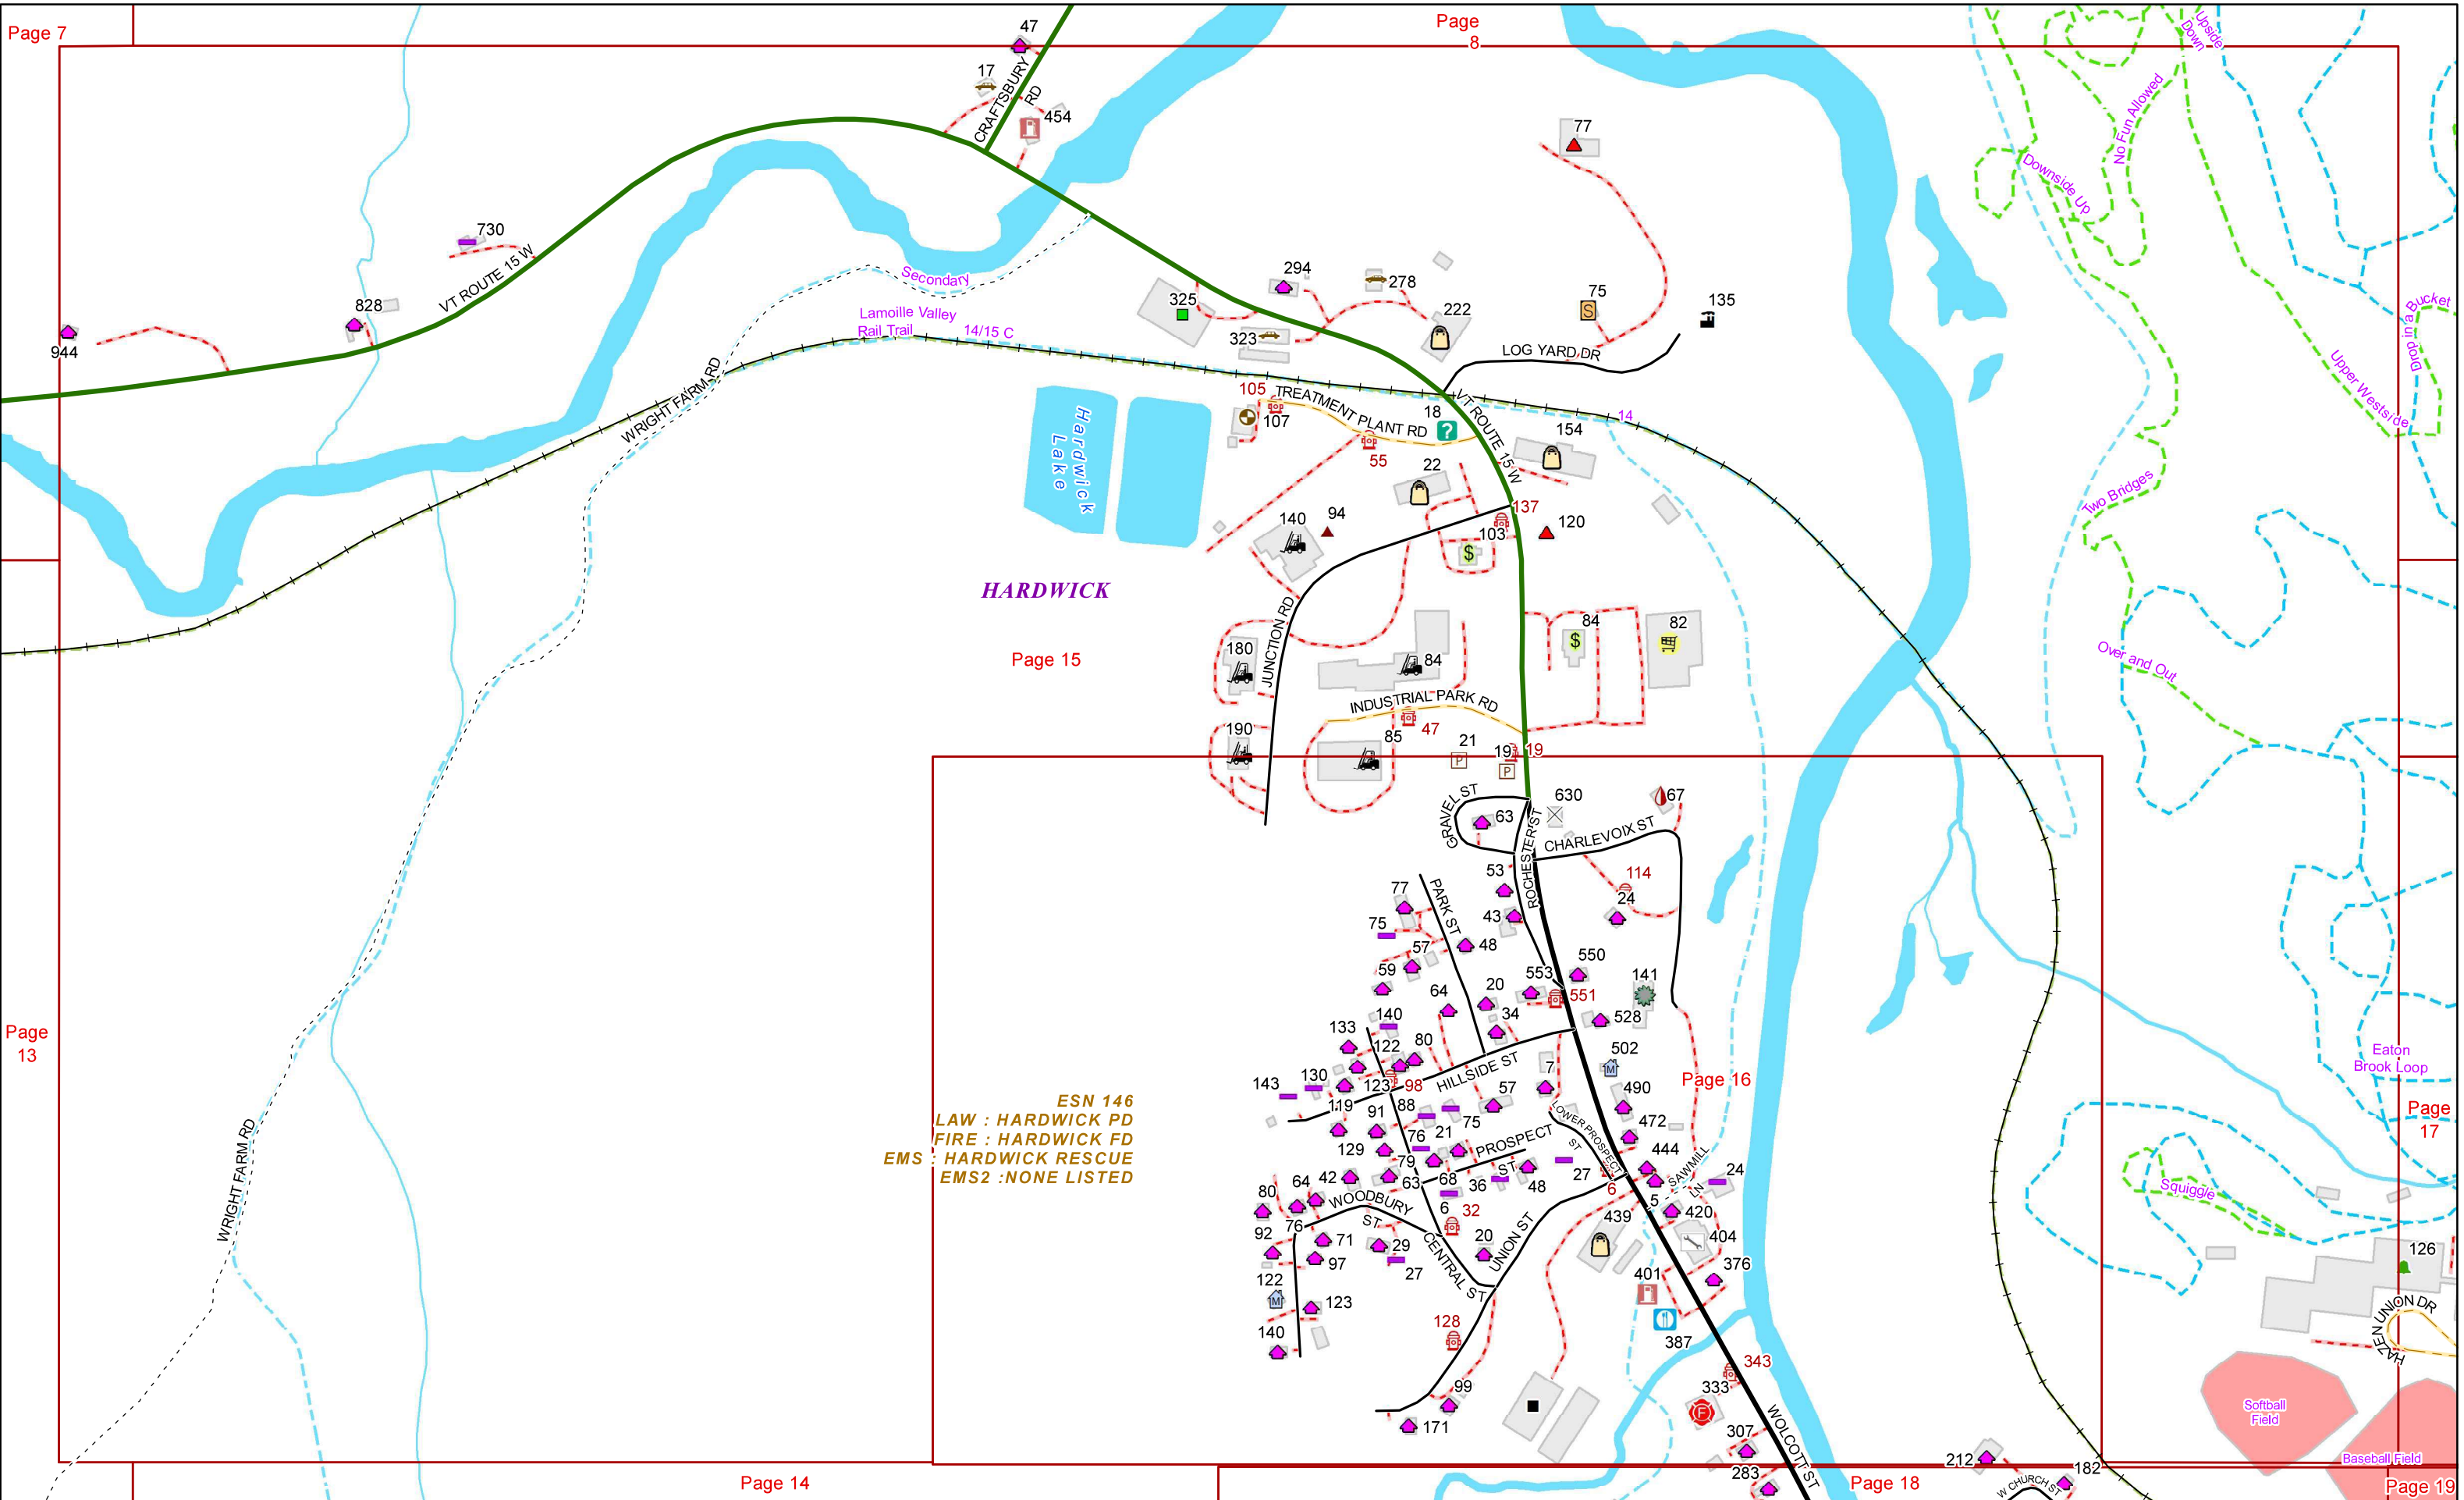 Page 7
Page
8
47
17
CRAFTSBURY
RD
454
77
Upside
Down
No Fun Allowed
Downside Up
730
VT ROUTE 15 W
Secondary
828
944
Lamoille Valley
Rail Trail
14/15 C
325
294
278
323
222
75
135
LOG YARD DR
Drop in a Bucket
Upper Westside
WRIGHT FARM RD
Hardwick
Lake
105
TREATMENT PLANT RD
107
18
VT ROUTE 15 W
14
154
55
22
137
Two Bridges
140
94
103
$
120
HARDWICK
Page 15
JUNCTION RD
180
84
84
$
82
Over and Out
INDUSTRIAL PARK RD
47
190
85
21
P
19
19
P
GRAVEL ST
63
630
67
ROCHESTER ST
CHARLEVOIX ST
53
114
77
PARK ST
43
24
75
57
48
59
553
550
141
64
20
551
34
528
133
140
122
80
HILLSIDE ST
502
M
7
Page 16
143
130
123
98
57
490
119
91
88
75
LOWER PROSPECT
ST
472
129
76
21
PROSPECT
ST
79
444
SAWMILL
LN
24
80
64
42
63
68
36
48
27
6
5
WOODBURY
ST
6
32
420
439
92
76
71
29
20
UNION ST
404
97
27
CENTRAL ST
401
376
122
M
123
387
140
128
343
99
333
F
171
307
WOLCOTT ST
283
Page
13
WRIGHT FARM RD
ESN 146
LAW : HARDWICK PD
FIRE : HARDWICK FD
EMS : HARDWICK RESCUE
EMS2 :NONE LISTED
Eaton
Brook Loop
Page
17
Squiggle
126
HAZEN UNION DR
Softball
Field
Baseball Field
212
182
W CHURCH ST
Page 14
Page 18
Page 19